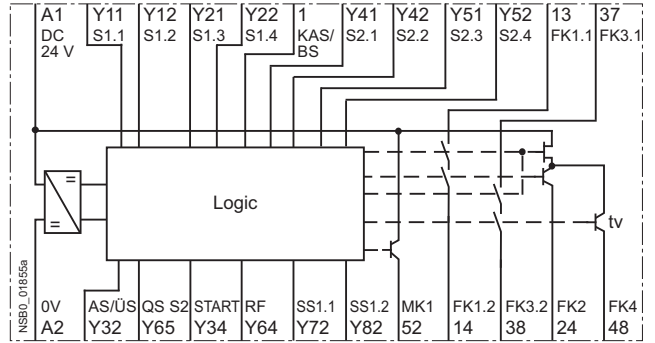 A1 Y11 Y12 Y21 Y22 1 Y41 Y42 Y51 Y52 13 37
DC S1.1 S1.2 S1.3 S1.4 KAS/ S2.1 S2.2 S2.3 S2.4 FK1.1 FK3.1
24 V BS
Logic
=
=
tv
NSB0_01855a
0V AS/ÜS QS S2 START RF SS1.1 SS1.2 MK1 FK1.2 FK3.2 FK2 FK4
A2 Y32 Y65 Y34 Y64 Y72 Y82 52 14 38 24 48